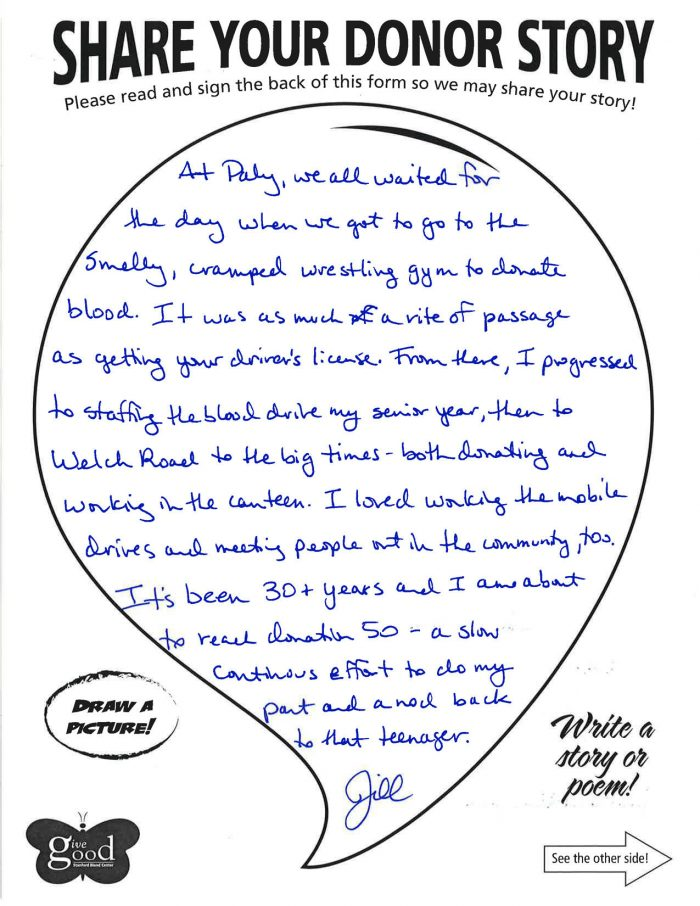 SHARE YOUR DONOR STORY
Please read and sign the back of this form so we may share your story!
At Paly, we all waited for
the day when we got to go to the
smelly, cramped wrestling gym to donate
blood. It was as much a rite of passage
as getting your driver's license. From there, I progressed
to staffing the blood drive my senior year, then to
Welch Road to the big times - both donating and
working in the canteen. I loved working the mobile
drives and meeting people out in the community, too.
It's been 30+ years and I am about
to reach donation 50 - a slow
continous effort to do my
part and a nod back
to that teenager.
Jill
DRAW A
PICTURE!
Write a
story or
poem!
give
good
Stanford Blood Center
See the other side!